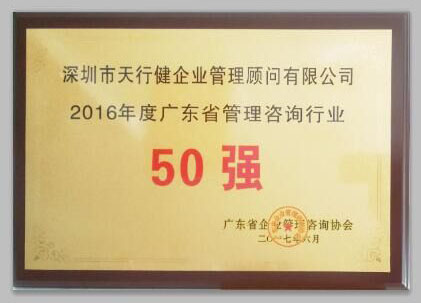 深圳市天行健企业管理顾问有限公司
2016年度广东省管理咨询行业
50 强
广东省企业管理咨询协会
二〇一七年六月